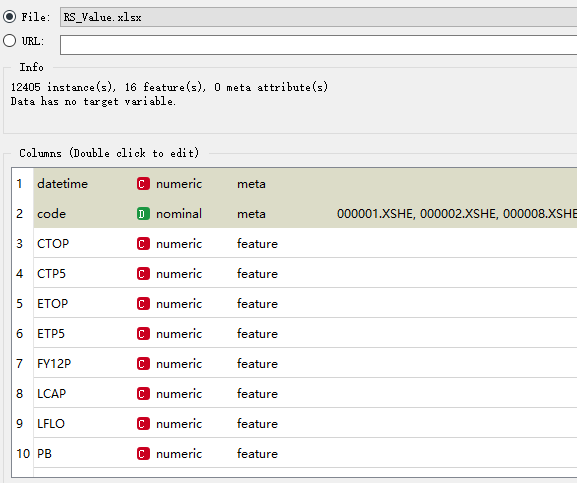 File: RS_Value.xlsx
URL:
Info
12405 instance(s), 16 feature(s), 0 meta attribute(s)
Data has no target variable.
Columns (Double click to edit)
1 datetime C numeric meta
2 code D nominal meta 000001.XSHE, 000002.XSHE, 000008.XSHE
3 CTOP C numeric feature
4 CTP5 C numeric feature
5 ETOP C numeric feature
6 ETP5 C numeric feature
7 FY12P C numeric feature
8 LCAP C numeric feature
9 LFLO C numeric feature
10 PB C numeric feature